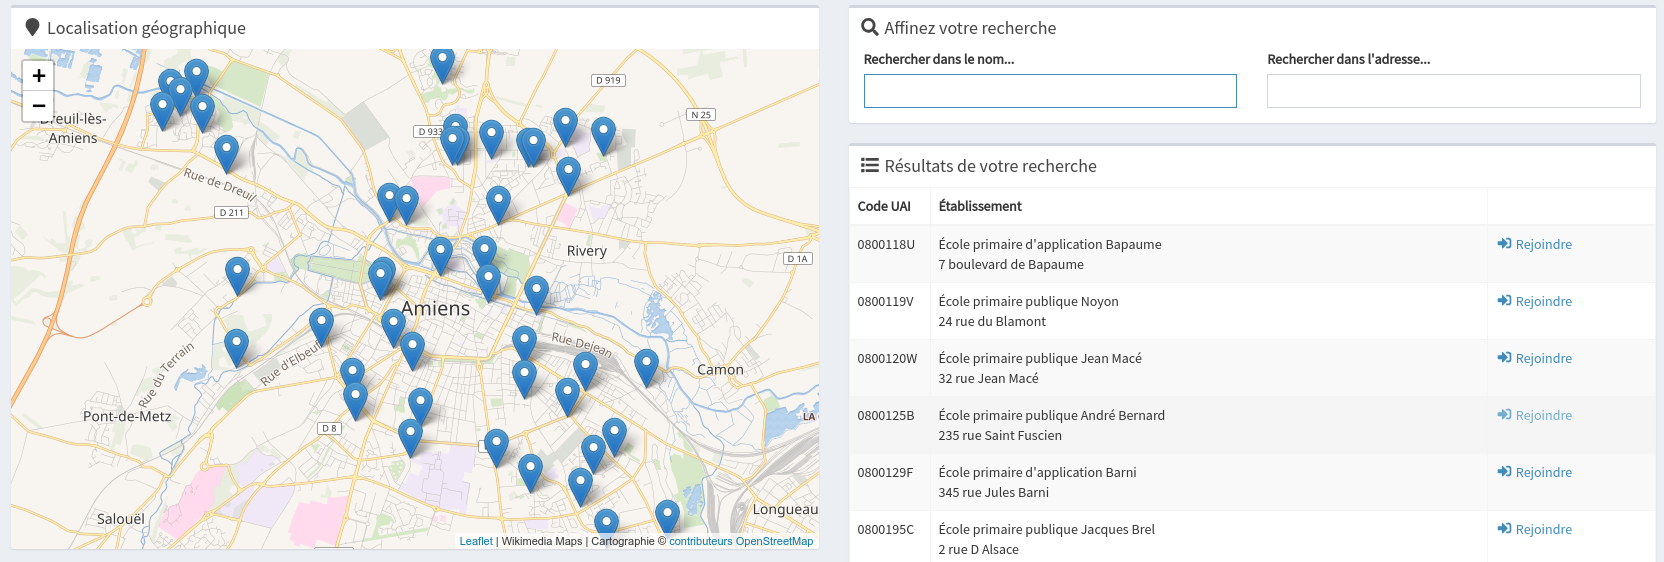 Localisation géographique
+
−
Dreuil-lès-
Amiens
D 919
N 25
D 933
Rue de Dreuil
D 211
Rivery
D 1A
Amiens
Rue Dejean
Rue du Terrain
Rue d'Elbeuf
Camon
Pont-de-Metz
D 8
LA
Salouël
Longueau
Leaflet | Wikimedia Maps | Cartographie © contributeurs OpenStreetMap
Affinez votre recherche
Rechercher dans le nom...
Rechercher dans l'adresse...
Résultats de votre recherche
Code UAI Établissement
0800118U École primaire d'application Bapaume Rejoindre
7 boulevard de Bapaume
0800119V École primaire publique Noyon Rejoindre
24 rue du Blamont
0800120W École primaire publique Jean Macé Rejoindre
32 rue Jean Macé
0800125B École primaire publique André Bernard Rejoindre
235 rue Saint Fuscien
0800129F École primaire d'application Barni Rejoindre
345 rue Jules Barni
0800195C École primaire publique Jacques Brel Rejoindre
2 rue D Alsace